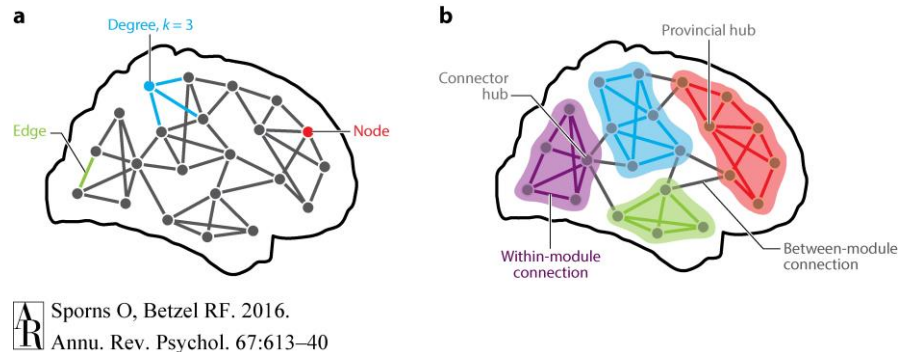 a
Degree, k = 3
Edge
Node
b
Provincial hub
Connector
hub
Within-module
connection
Between-module
connection
AR
Sporns O, Betzel RF. 2016.
Annu. Rev. Psychol. 67:613–40